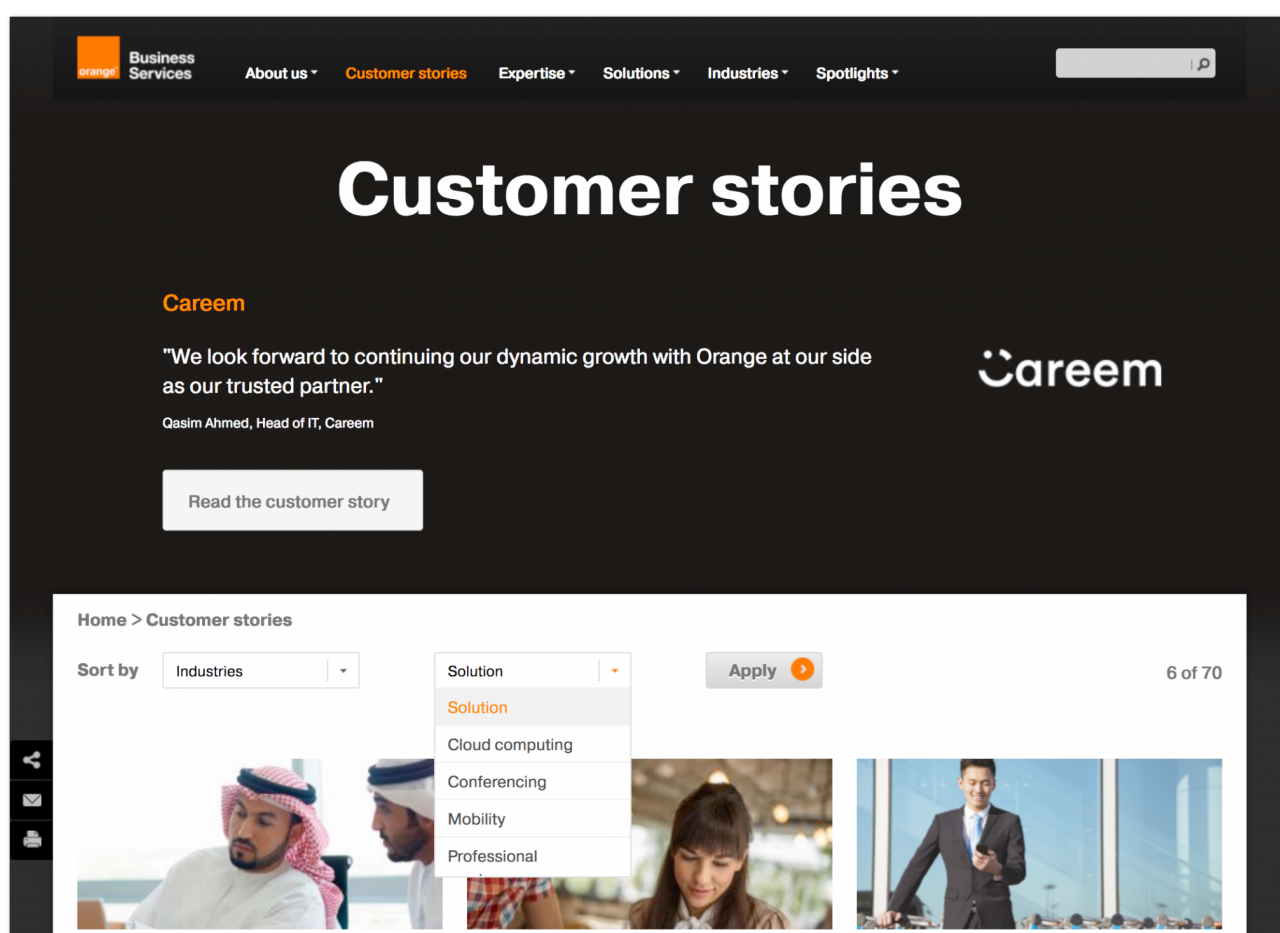 orange
Business
Services
About us
Customer stories
Expertise
Solutions
Industries
Spotlights
Customer stories
Careem
"We look forward to continuing our dynamic growth with Orange at our side
as our trusted partner."
Qasim Ahmed, Head of IT, Careem
Careem
Read the customer story
Home > Customer stories
Sort by
Industries
Solution
Apply
6 of 70
Solution
Cloud computing
Conferencing
Mobility
Professional